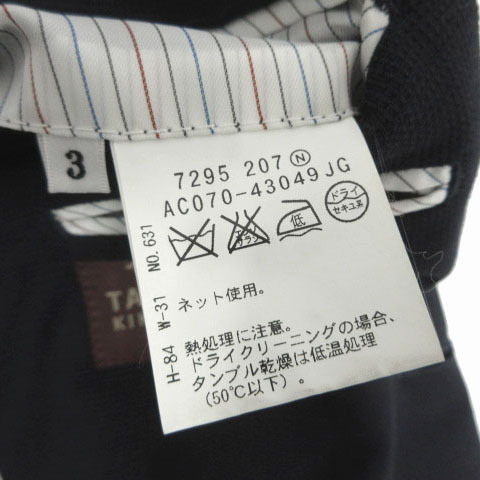 3
7295 207 Ⓝ
AC070-43049 JG
低
ドライ
セキユ系
ネット使用。
熱処理に注意。
ドライクリーニングの場合、
タンブル乾燥は低温処理
(50℃以下)。
H-84 W-31 NO.631
TA
KI